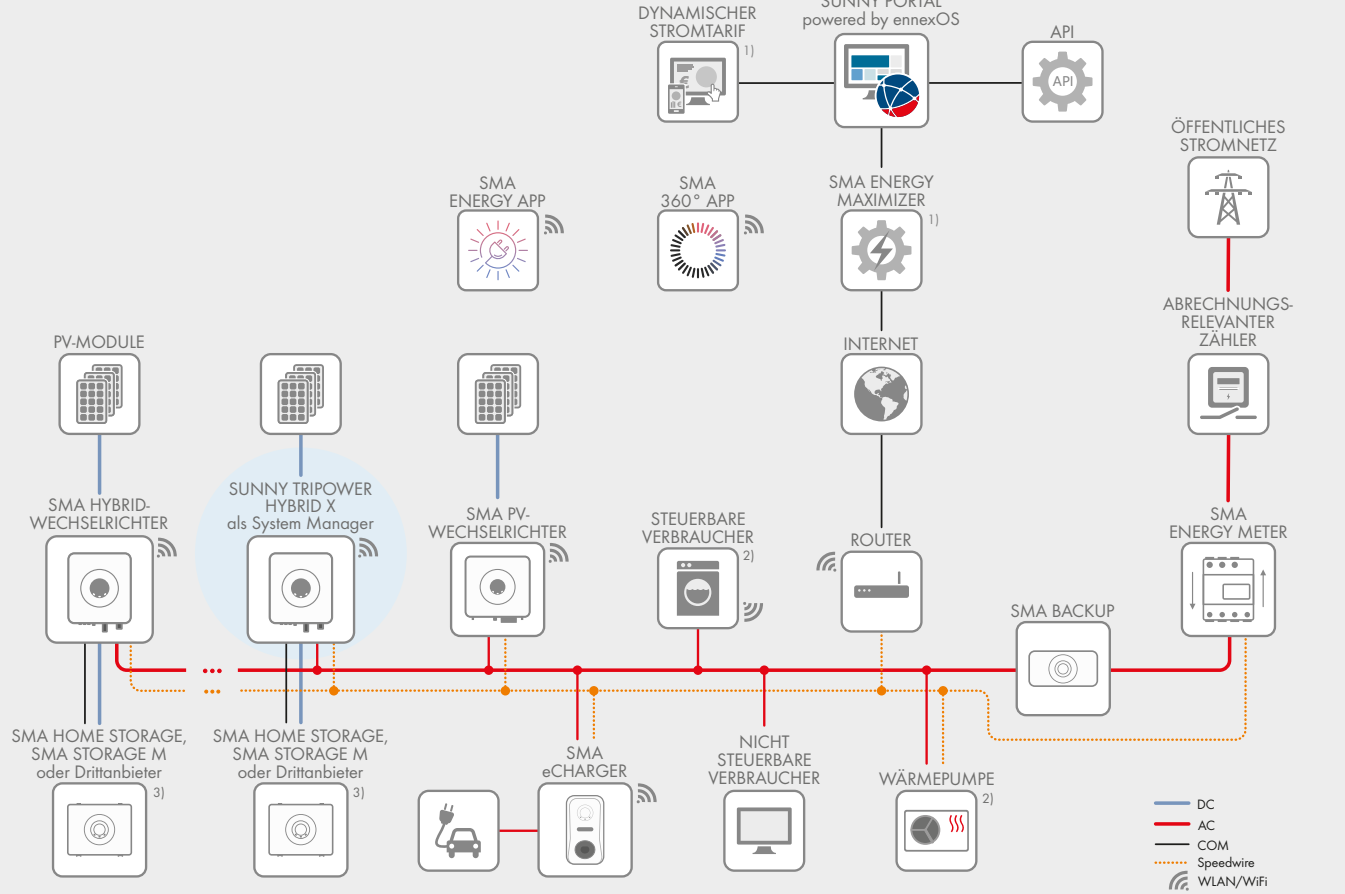 DYNAMISCHER
STROMTARIF
1)
SUNNY PORTAL
powered by ennexOS
API
API
ÖFFENTLICHES
STROMNETZ
SMA
ENERGY APP
SMA
360° APP
SMA ENERGY
MAXIMIZER
1)
ABRECHNUNGS-
RELEVANTER
ZÄHLER
PV-MODULE
INTERNET
SMA HYBRID-
WECHSELRICHTER
SUNNY TRIPOWER
HYBRID X
als System Manager
SMA PV-
WECHSELRICHTER
STEUERBARE
VERBRAUCHER
2)
ROUTER
SMA
ENERGY METER
SMA BACKUP
SMA HOME STORAGE,
SMA STORAGE M
oder Drittanbieter
3)
SMA HOME STORAGE,
SMA STORAGE M
oder Drittanbieter
3)
SMA
eCHARGER
NICHT
STEUERBARE
VERBRAUCHER
WÄRMEPUMPE
2)
DC
AC
COM
Speedwire
WLAN/WiFi